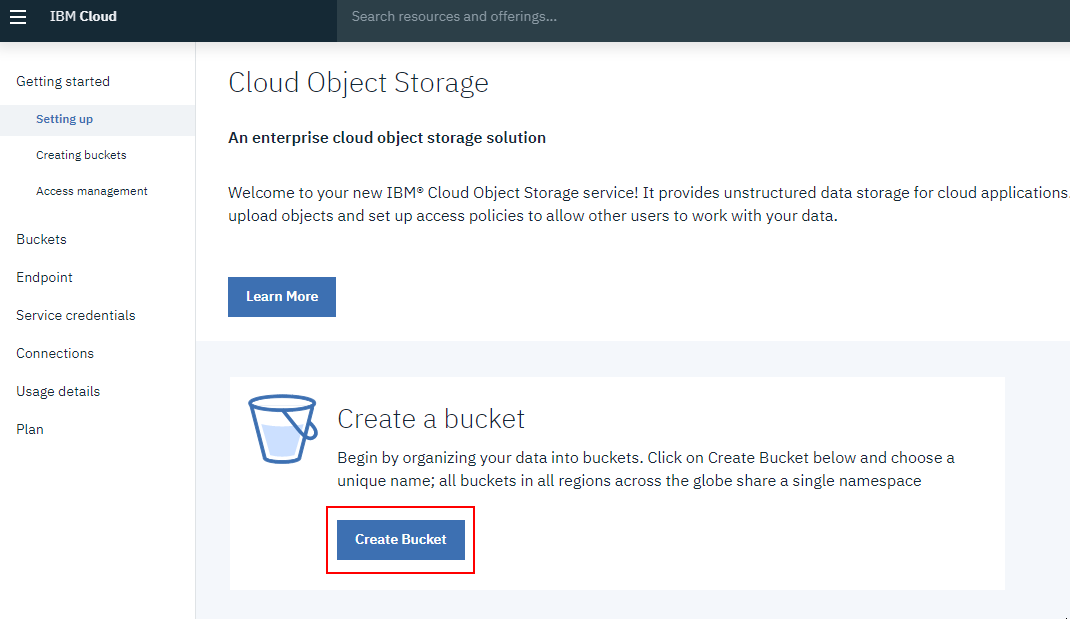 IBM Cloud
Search resources and offerings...
Getting started
Setting up
Creating buckets
Access management
Buckets
Endpoint
Service credentials
Connections
Usage details
Plan
Cloud Object Storage
An enterprise cloud object storage solution
Welcome to your new IBM® Cloud Object Storage service! It provides unstructured data storage for cloud applications.
upload objects and set up access policies to allow other users to work with your data.
Learn More
Create a bucket
Begin by organizing your data into buckets. Click on Create Bucket below and choose a
unique name; all buckets in all regions across the globe share a single namespace
Create Bucket